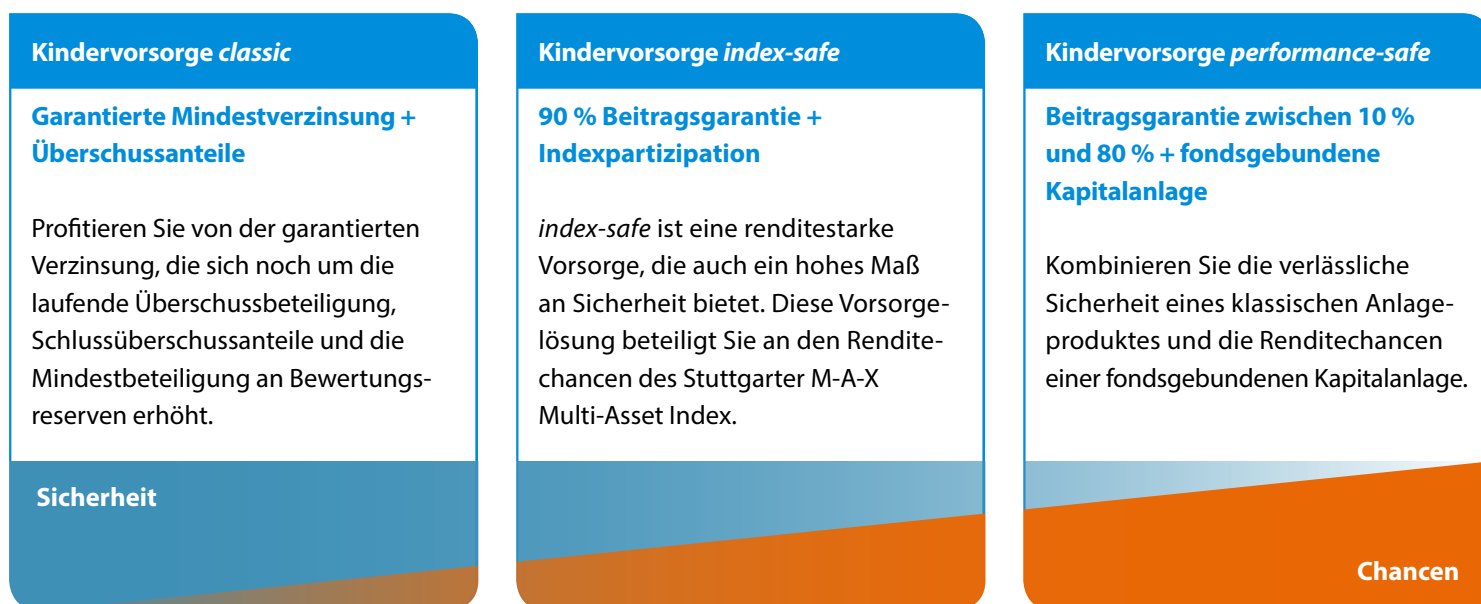 Kindervorsorge classic
Garantierte Mindestverzinsung +
Überschussanteile
Profitieren Sie von der garantierten
Verzinsung, die sich noch um die
laufende Überschussbeteiligung,
Schlussüberschussanteile und die
Mindestbeteiligung an Bewertungs-
reserven erhöht.
Sicherheit
Kindervorsorge index-safe
90 % Beitragsgarantie +
Indexpartizipation
index-safe ist eine renditestarke
Vorsorge, die auch ein hohes Maß
an Sicherheit bietet. Diese Vorsorge-
lösung beteiligt Sie an den Rendite-
chancen des Stuttgarter M-A-X
Multi-Asset Index.
Kindervorsorge performance-safe
Beitragsgarantie zwischen 10 %
und 80 % + fondsgebundene
Kapitalanlage
Kombinieren Sie die verlässliche
Sicherheit eines klassischen Anlage-
produktes und die Renditechancen
einer fondsgebundenen Kapitalanlage.
Chancen